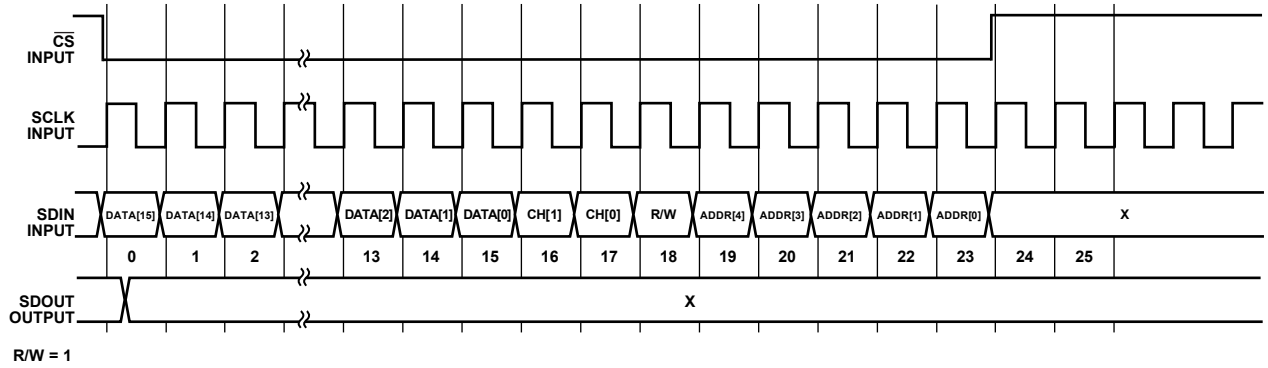 CS
INPUT
SCLK
INPUT
SDIN
INPUT
DATA[15] DATA[14] DATA[13] DATA[2] DATA[1] DATA[0] CH[1] CH[0] R/W ADDR[4] ADDR[3] ADDR[2] ADDR[1] ADDR[0] X
0 1 2 13 14 15 16 17 18 19 20 21 22 23 24 25
SDOUT
OUTPUT
X
R/W = 1